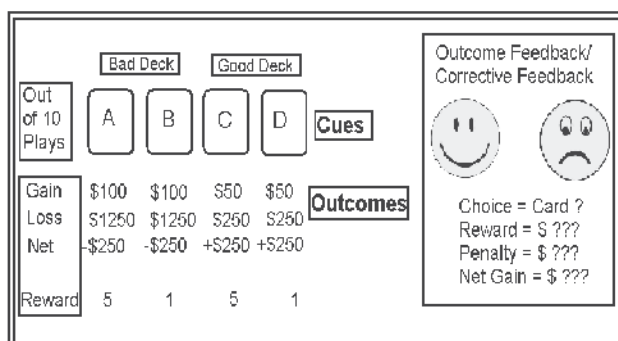 Bad Deck Good Deck
Out of 10 Plays
A B C D
Cues
Gain $100 $100 $50 $50
Loss $1250 $1250 $250 $250
Net -$250 -$250 +$250 +$250
Outcomes
Reward 5 1 5 1
Outcome Feedback/
Corrective Feedback
Choice = Card ?
Reward = $ ???
Penalty = $ ???
Net Gain = $ ???